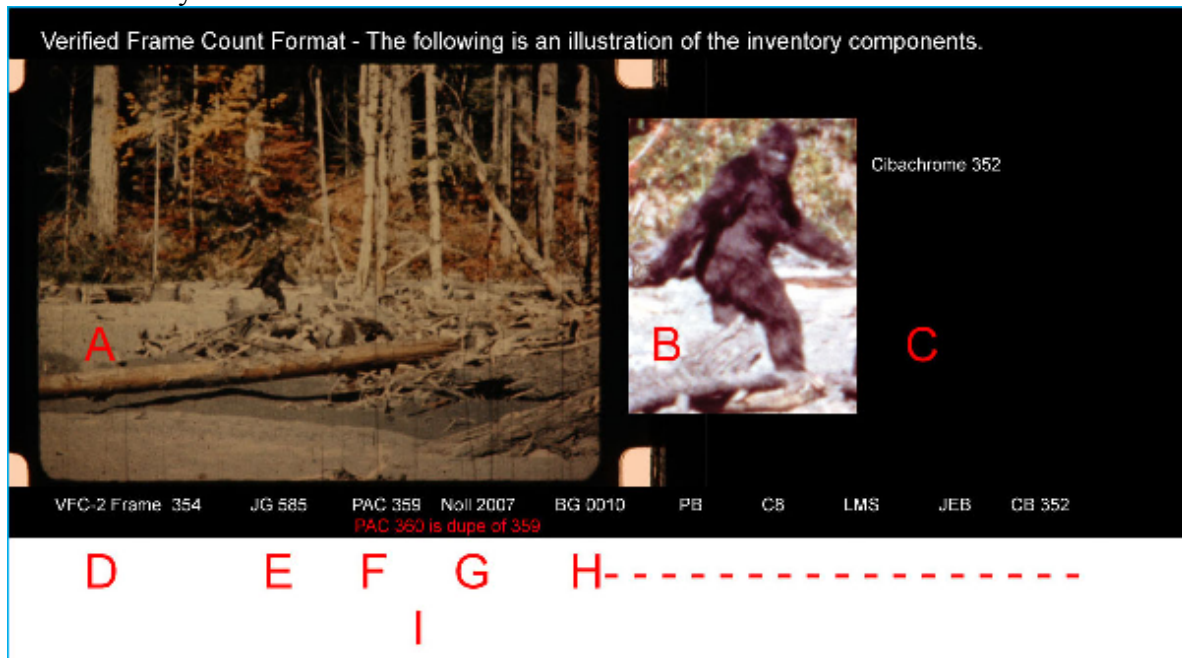 Verified Frame Count Format - The following is an illustration of the inventory components.
Cibachrome 352
A B C
VFC-2 Frame 354 JG 585 PAC 359 Noll 2007 BG 0010 PB C8 LMS JEB CB 352
PAC 360 is dupe of 359
D E F G H- - - - - - - - - - - - - - - - -
I